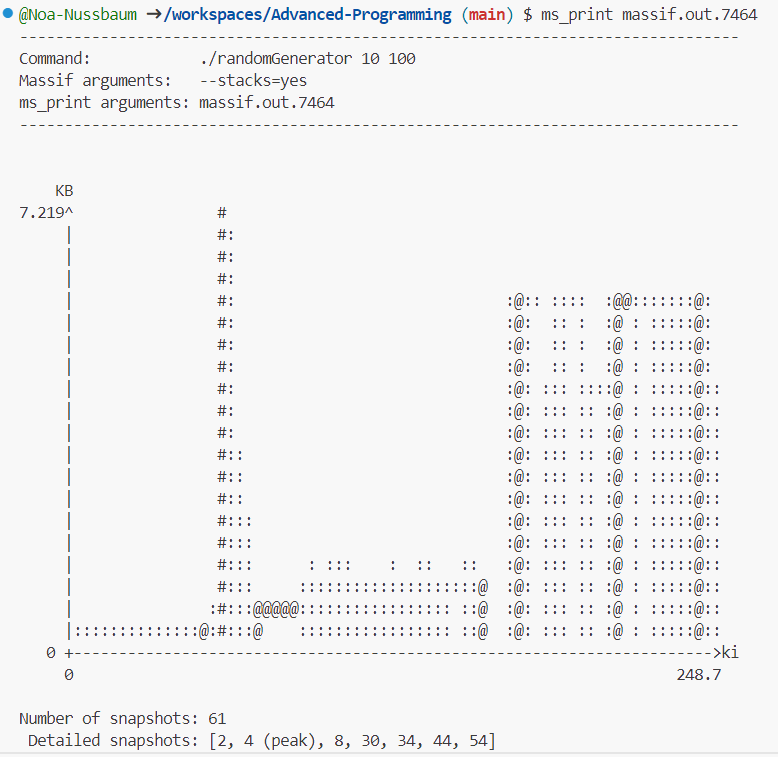 @Noa-Nussbaum →/workspaces/Advanced-Programming (main) $ ms_print massif.out.7464
--------------------------------------------------------------------------------
Command:            ./randomGenerator 10 100
Massif arguments:   --stacks=yes
ms_print arguments: massif.out.7464
--------------------------------------------------------------------------------
    KB
7.219^                #
     |                #:
     |                #:
     |                #:
     |                #:                              :@:: ::::  :@@:::::::@:
     |                #:                              :@:  :: :  :@ : :::::@:
     |                #:                              :@:  :: :  :@ : :::::@:
     |                #:                              :@:  :: :  :@ : :::::@:
     |                #:                              :@: ::: ::::@ : :::::@::
     |                #:                              :@: ::: :: :@ : :::::@::
     |                #:                              :@: ::: :: :@ : :::::@::
     |                #::                             :@: ::: :: :@ : :::::@::
     |                #::                             :@: ::: :: :@ : :::::@::
     |                #::                             :@: ::: :: :@ : :::::@::
     |                #:::                            :@: ::: :: :@ : :::::@::
     |                #:::                            :@: ::: :: :@ : :::::@::
     |                #:::      : :::    :  ::   ::   :@: ::: :: :@ : :::::@::
     |                #:::     ::::::::::::::::::::@  :@: ::: :: :@ : :::::@::
     |               :#:::@@@@@::::::::::::::::: ::@  :@: ::: :: :@ : :::::@::
     |::::::::::::::@:#:::@    ::::::::::::::::: ::@  :@: ::: :: :@ : :::::@::
   0 +----------------------------------------------------------------------->ki
     0                                                                   248.7
Number of snapshots: 61
 Detailed snapshots: [2, 4 (peak), 8, 30, 34, 44, 54]